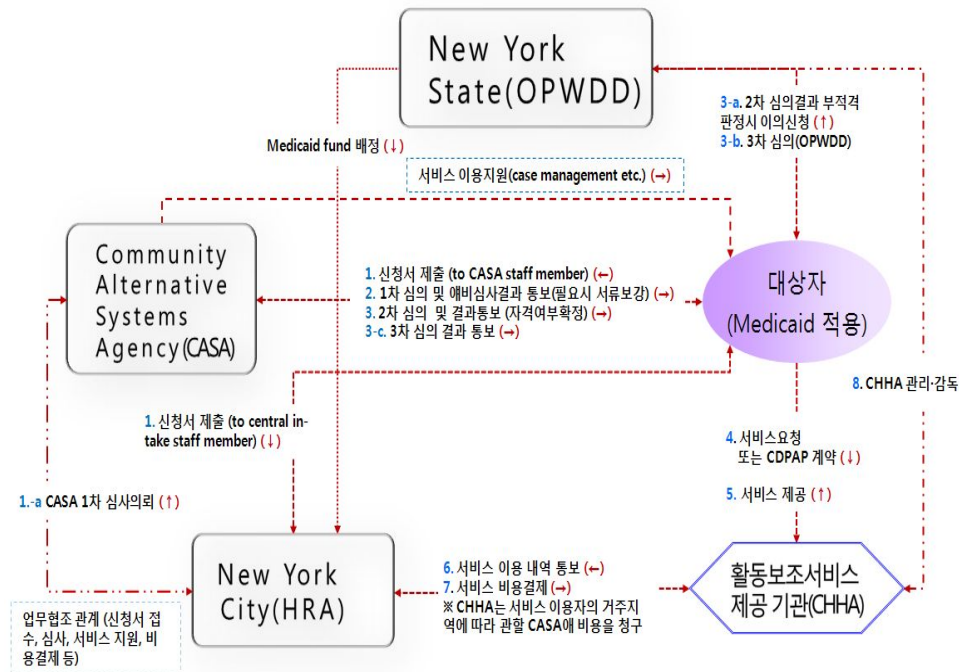 New York
State(OPWDD)
3-a. 2차 심의결과 부적격
판정시 이의신청 (↑)
3-b. 3차 심의(OPWDD)
Medicaid fund 배정 (↓)
서비스 이용지원(case management etc.) (→)
Community
Alternative
Systems
Agency(CASA)
1. 신청서 제출 (to CASA staff member) (←)
2. 1차 심의 및 얘비심사결과 통보(필요시 서류보강) (→)
3. 2차 심의 및 결과통보 (자격여부확정) (→)
3-c. 3차 심의 결과 통보 (→)
대상자
(Medicaid 적용)
8. CHHA 관리·감독
1. 신청서 제출 (to central in-
take staff member) (↓)
4. 서비스요청
또는 CDPAP 계약 (↓)
1.-a CASA 1차 심사의뢰 (↑)
5. 서비스 제공 (↑)
New York
City(HRA)
6. 서비스 이용 내역 통보 (←)
7. 서비스 비용결제 (→)
※ CHHA는 서비스 이용자의 거주지
역에 따라 관할 CASA에 비용을 청구
활동보조서비스
제공 기관(CHHA)
업무협조 관계 (신청서 접
수, 심사, 서비스 지원, 비
용결제 등)